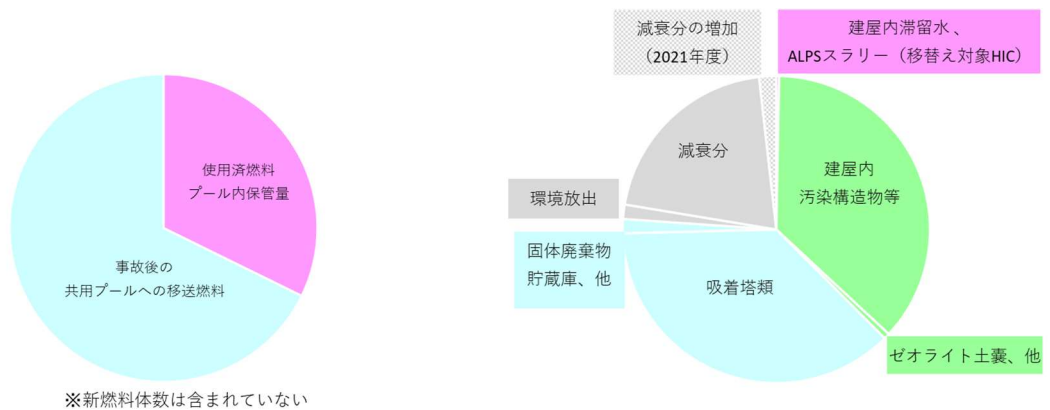 使用済燃料
プール内保管量
事故後の
共用プールへの移送燃料
※新燃料体数は含まれていない
減衰分の増加
（2021年度）
建屋内滞留水 、
ALPSスラリー（移替え対象HIC）
減衰分
建屋内
汚染構造物等
環境放出
固体廃棄物
貯蔵庫、他
吸着塔類
ゼオライト土嚢、他